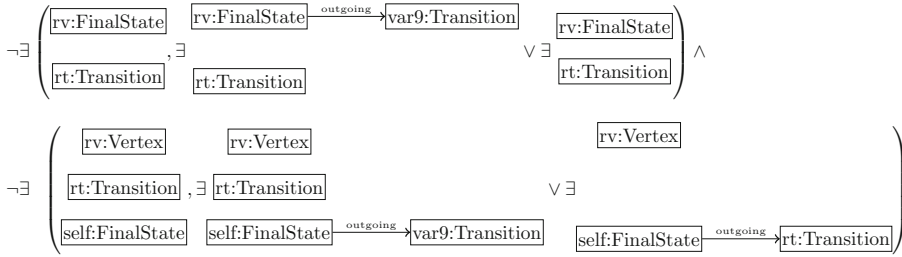 ¬∃ ( rv:FinalState rt:Transition , ∃ rv:FinalState outgoing var9:Transition rt:Transition ∨ ∃ rv:FinalState rt:Transition ) ∧
¬∃ ( rv:Vertex rt:Transition self:FinalState , ∃ rv:Vertex rt:Transition self:FinalState outgoing var9:Transition ∨ ∃ rv:Vertex self:FinalState outgoing rt:Transition )